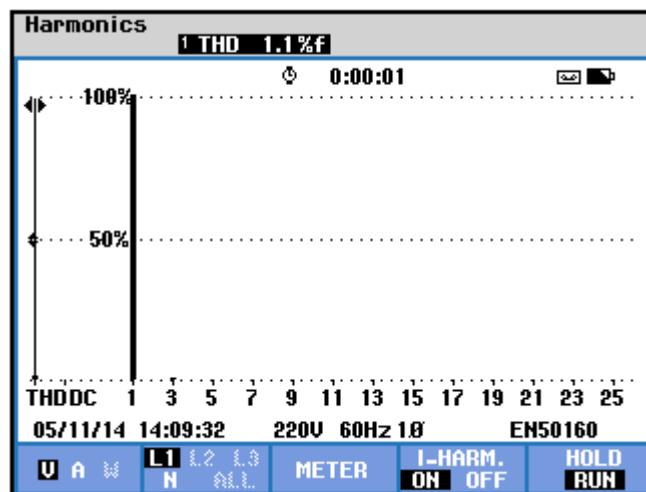 Harmonics
1 THD 1.1%f
0:00:01
100%
50%
THD DC 1 3 5 7 9 11 13 15 17 19 21 23 25
05/11/14 14:09:32 220V 60Hz 1Ø EN50160
V A W L1 L2 L3 METER I-HARM. HOLD
N ALL ON OFF RUN